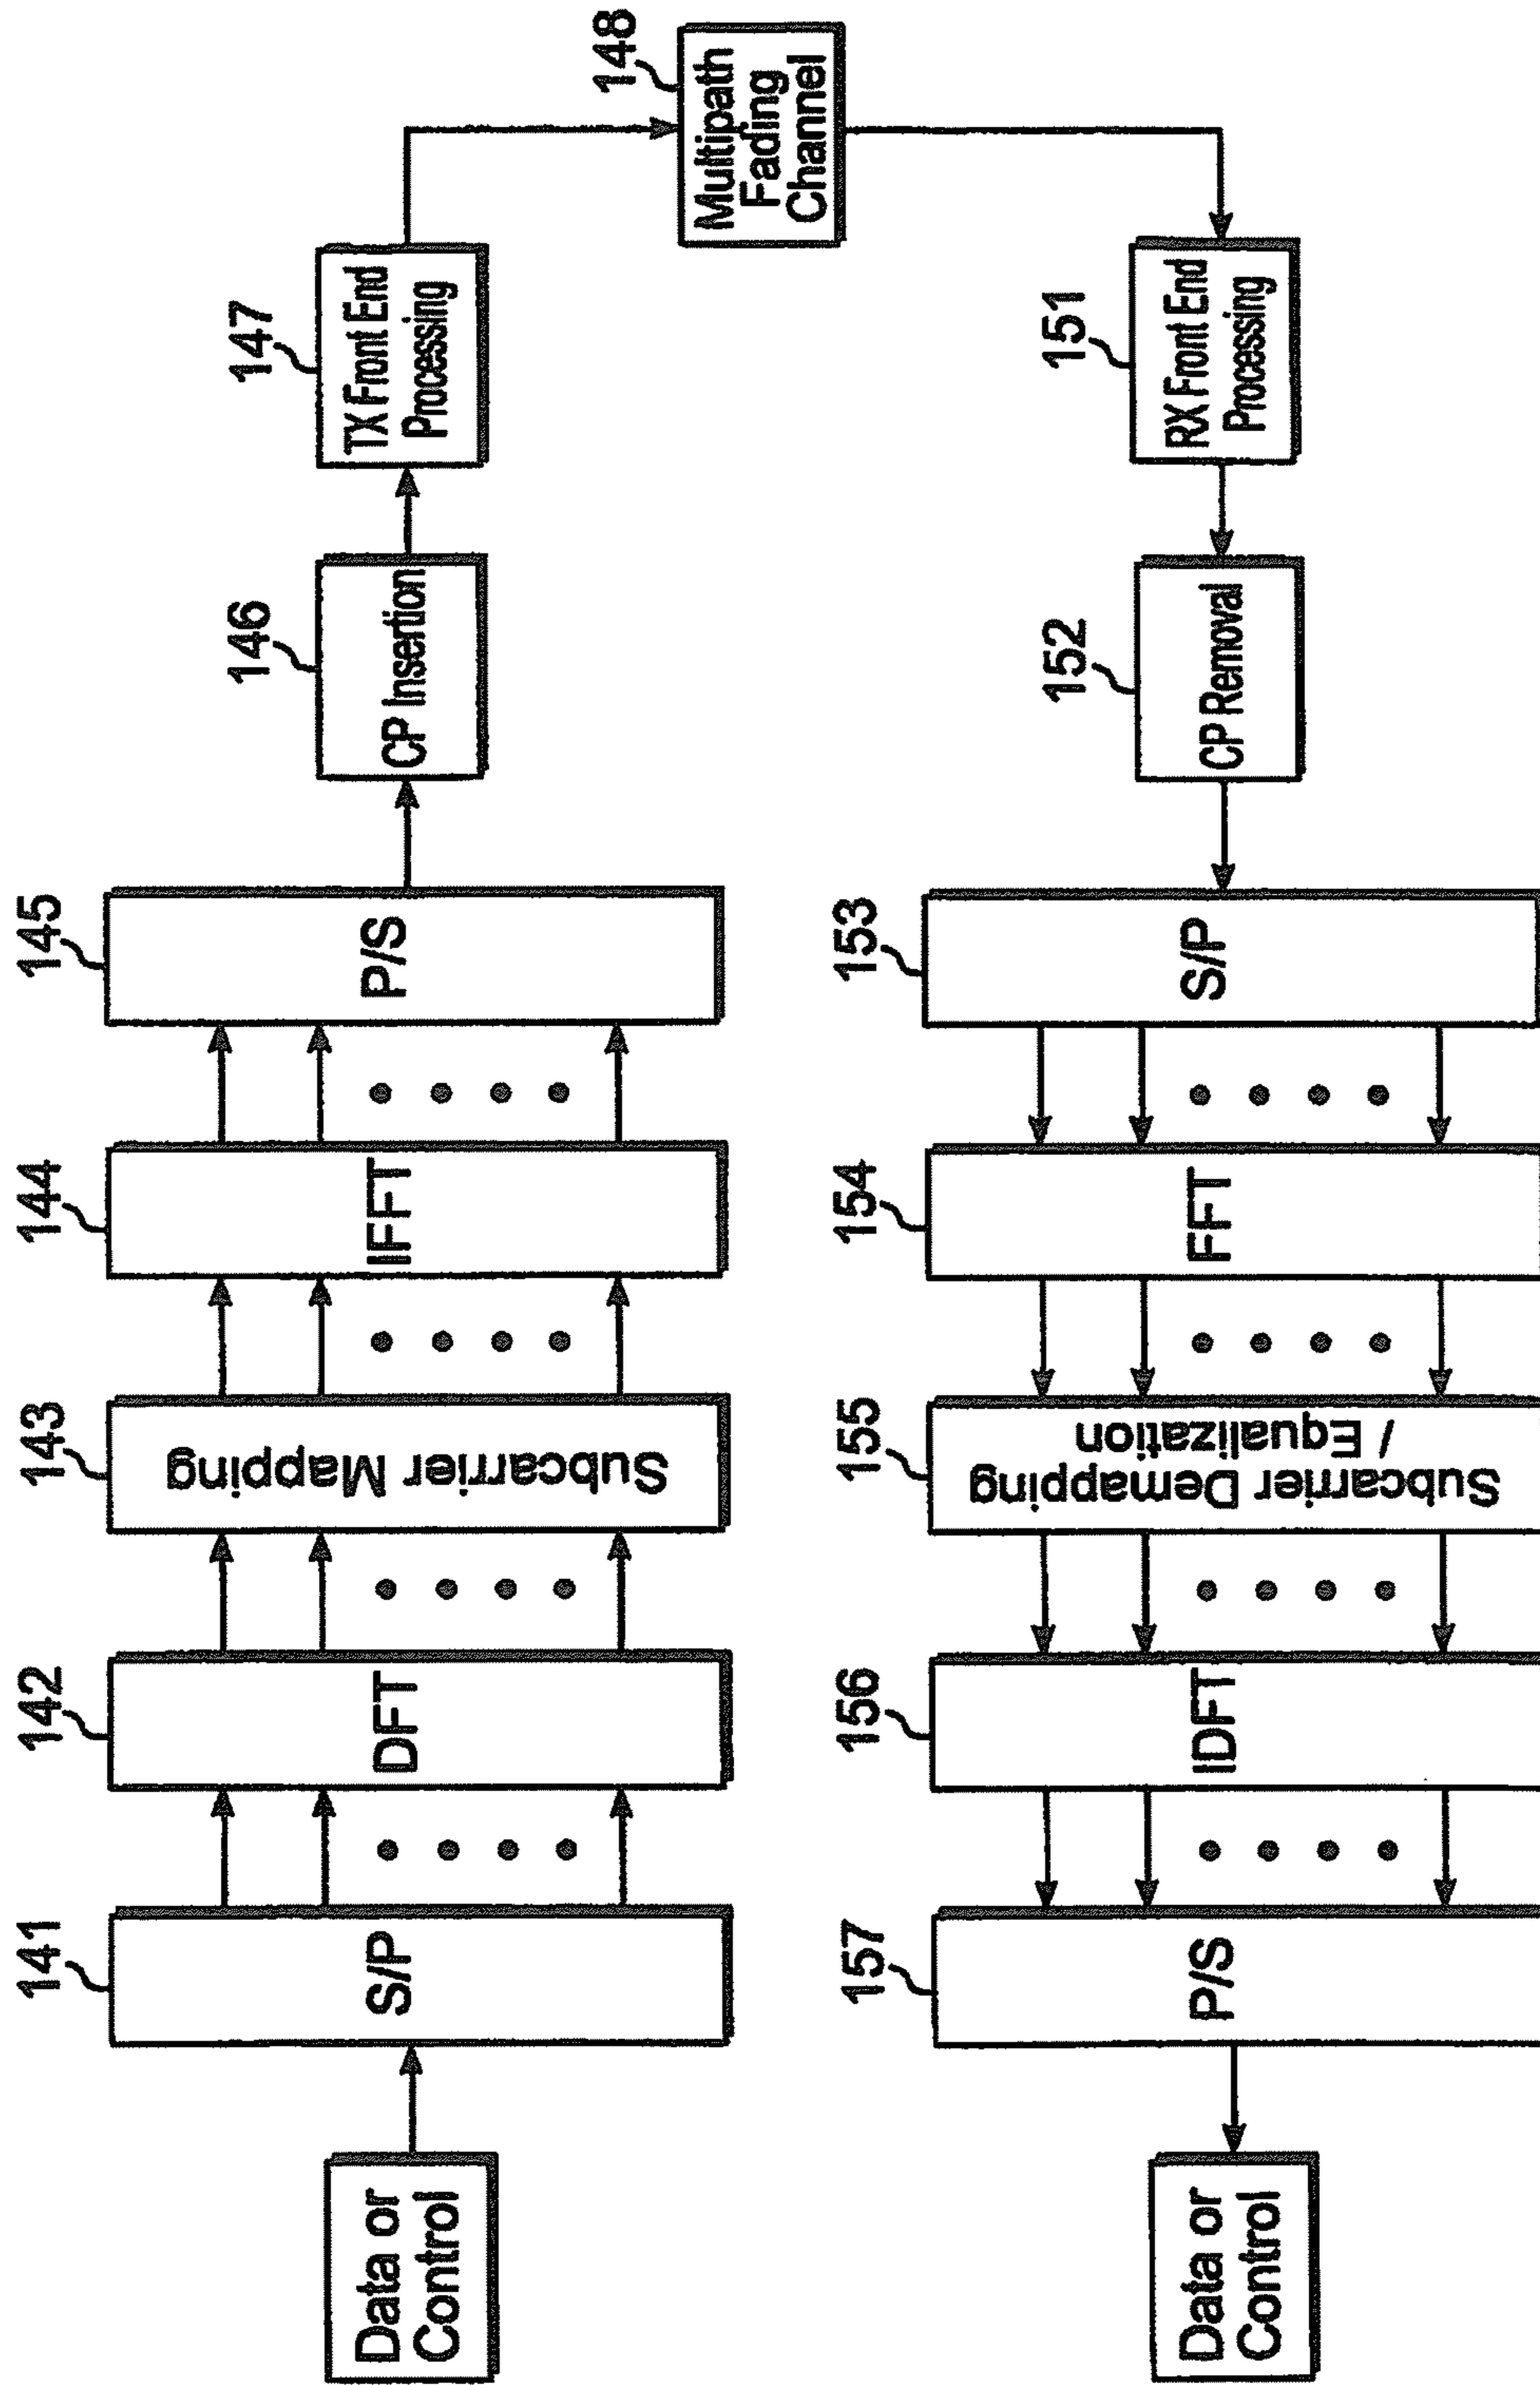 Data or
Control
141
S/P
142
DFT
143
Subcarrier Mapping
144
IFFT
145
P/S
146
CP Insertion
147
TX Front End
Processing
148
Multipath
Fading
Channel
151
RX Front End
Processing
152
CP Removal
153
S/P
154
FFT
155
Subcarrier Demapping
/ Equalization
156
IDFT
157
P/S
Data or
Control